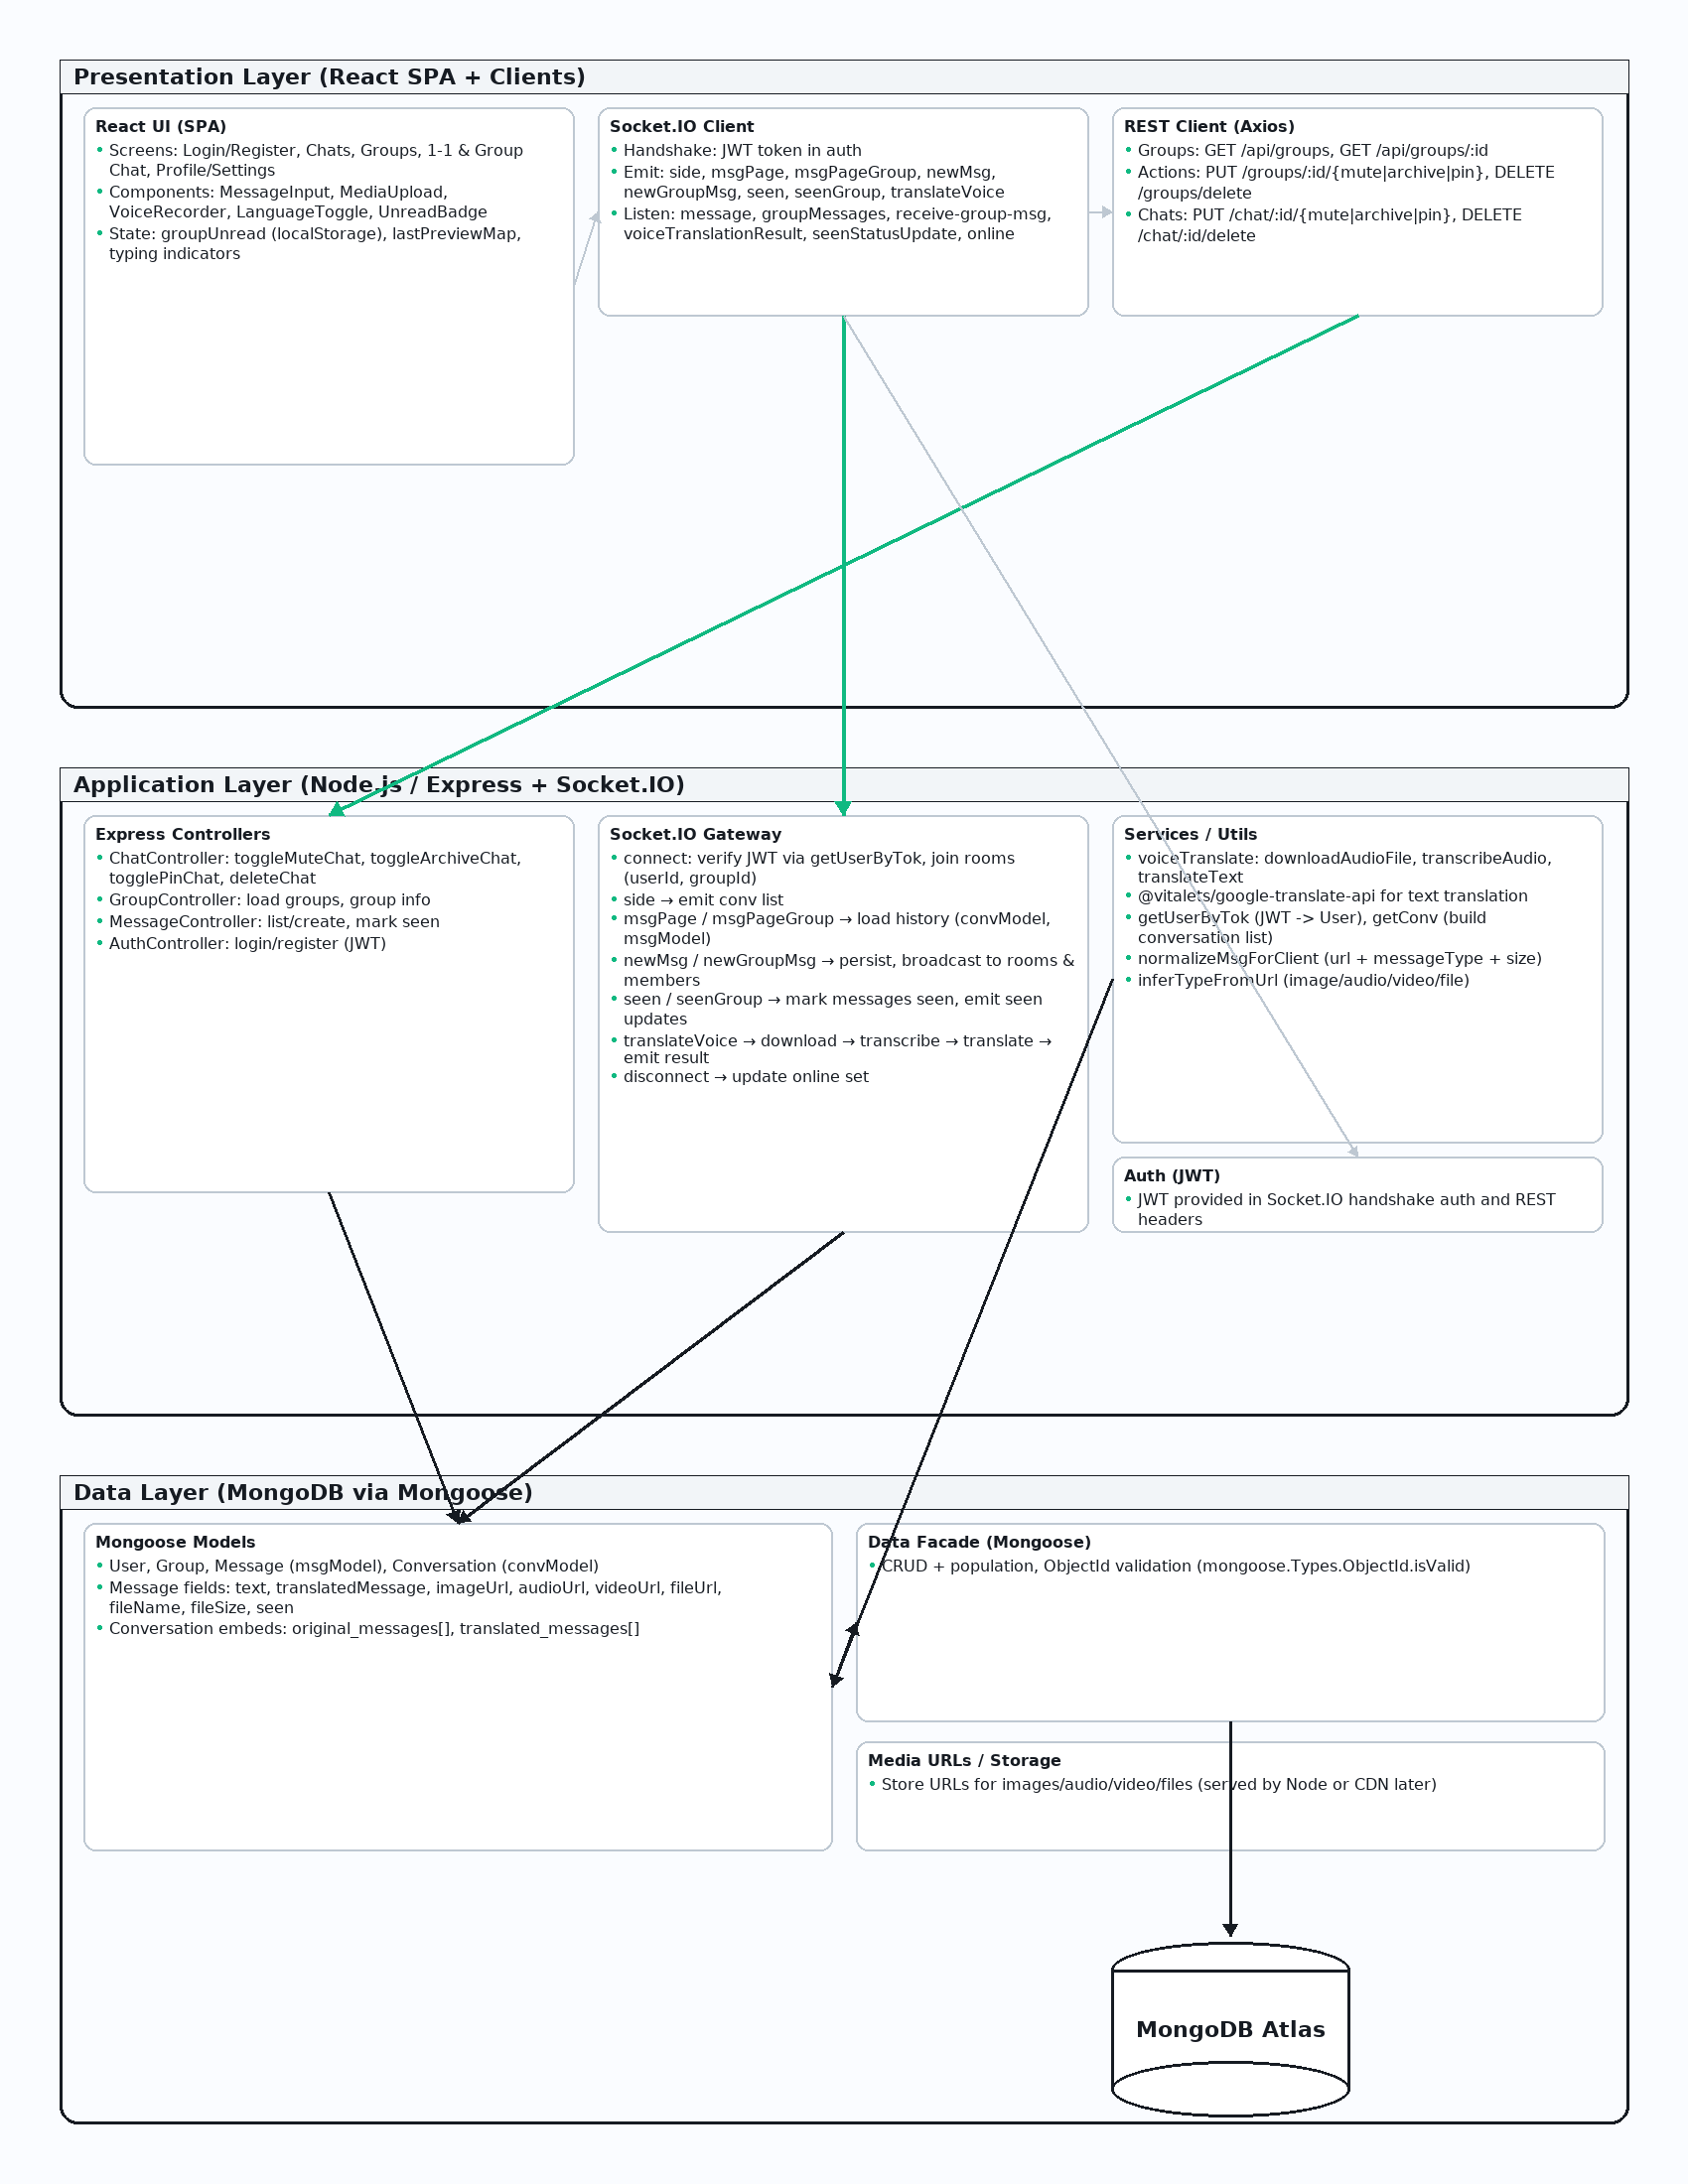 Presentation Layer (React SPA + Clients)
React UI (SPA)
• Screens: Login/Register, Chats, Groups, 1-1 & Group
Chat, Profile/Settings
• Components: MessageInput, MediaUpload,
VoiceRecorder, LanguageToggle, UnreadBadge
• State: groupUnread (localStorage), lastPreviewMap,
typing indicators
Socket.IO Client
• Handshake: JWT token in auth
• Emit: side, msgPage, msgPageGroup, newMsg,
newGroupMsg, seen, seenGroup, translateVoice
• Listen: message, groupMessages, receive-group-msg,
voiceTranslationResult, seenStatusUpdate, online
REST Client (Axios)
• Groups: GET /api/groups, GET /api/groups/:id
• Actions: PUT /groups/:id/{mute|archive|pin}, DELETE
/groups/delete
• Chats: PUT /chat/:id/{mute|archive|pin}, DELETE
/chat/:id/delete
Application Layer (Node.js / Express + Socket.IO)
Express Controllers
• ChatController: toggleMuteChat, toggleArchiveChat,
togglePinChat, deleteChat
• GroupController: load groups, group info
• MessageController: list/create, mark seen
• AuthController: login/register (JWT)
Socket.IO Gateway
• connect: verify JWT via getUserByTok, join rooms
(userId, groupId)
• side → emit conv list
• msgPage / msgPageGroup → load history (convModel,
msgModel)
• newMsg / newGroupMsg → persist, broadcast to rooms &
members
• seen / seenGroup → mark messages seen, emit seen
updates
• translateVoice → download → transcribe → translate →
emit result
• disconnect → update online set
Services / Utils
• voiceTranslate: downloadAudioFile, transcribeAudio,
translateText
• @vitalets/google-translate-api for text translation
• getUserByTok (JWT -> User), getConv (build
conversation list)
• normalizeMsgForClient (url + messageType + size)
• inferTypeFromUrl (image/audio/video/file)
Auth (JWT)
• JWT provided in Socket.IO handshake auth and REST
headers
Data Layer (MongoDB via Mongoose)
Mongoose Models
• User, Group, Message (msgModel), Conversation (convModel)
• Message fields: text, translatedMessage, imageUrl, audioUrl, videoUrl, fileUrl,
fileName, fileSize, seen
• Conversation embeds: original_messages[], translated_messages[]
Data Facade (Mongoose)
• CRUD + population, ObjectId validation (mongoose.Types.ObjectId.isValid)
Media URLs / Storage
• Store URLs for images/audio/video/files (served by Node or CDN later)
MongoDB Atlas